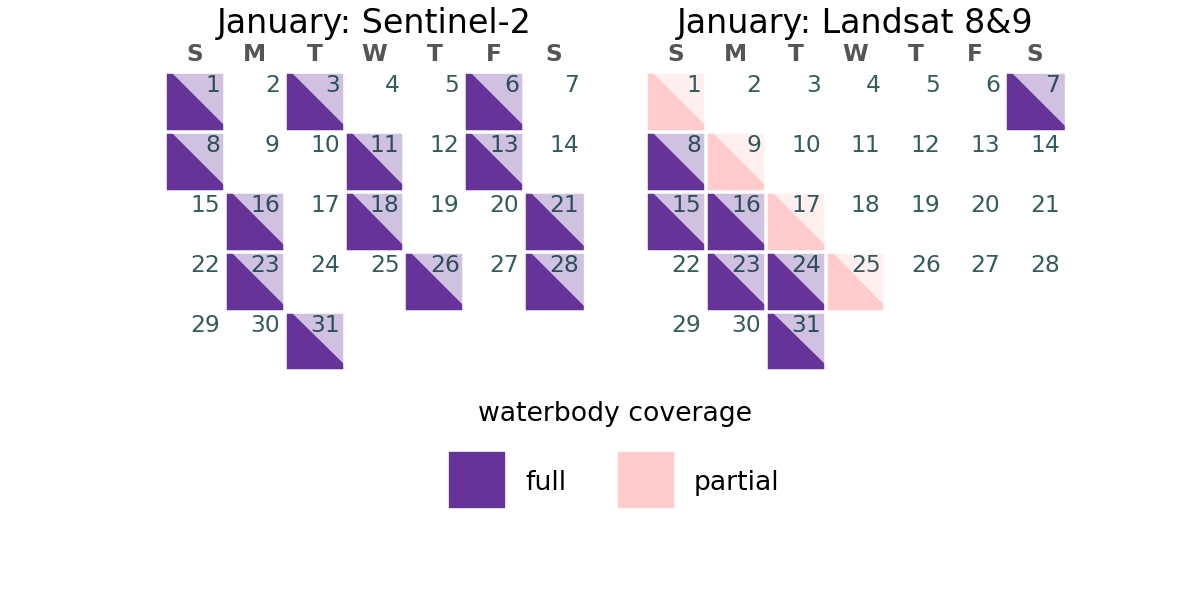 January: Sentinel-2
S M T W T F S
1 2 3 4 5 6 7
8 9 10 11 12 13 14
15 16 17 18 19 20 21
22 23 24 25 26 27 28
29 30 31
January: Landsat 8&9
S M T W T F S
1 2 3 4 5 6 7
8 9 10 11 12 13 14
15 16 17 18 19 20 21
22 23 24 25 26 27 28
29 30 31
waterbody coverage
full partial